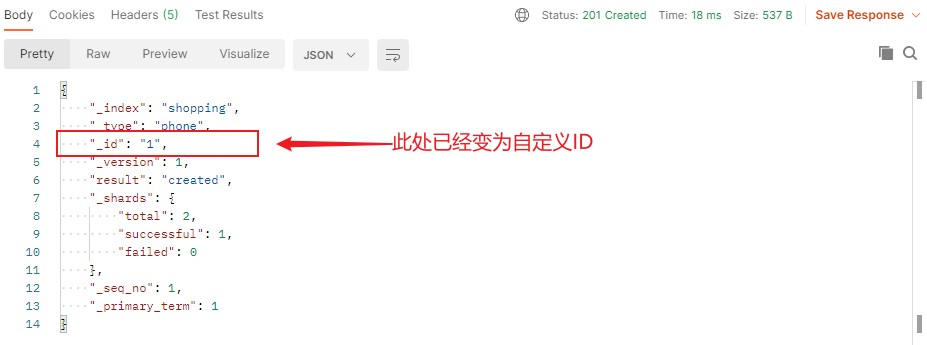 Body Cookies Headers (5) Test Results Status: 201 Created Time: 18 ms Size: 537 B Save Response
Pretty Raw Preview Visualize JSON
1 {
2 "_index": "shopping",
3 "_type": "phone",
4 "_id": "1", 此处已经变为自定义ID
5 "_version": 1,
6 "result": "created",
7 "_shards": {
8 "total": 2,
9 "successful": 1,
10 "failed": 0
11 },
12 "_seq_no": 1,
13 "_primary_term": 1
14 }